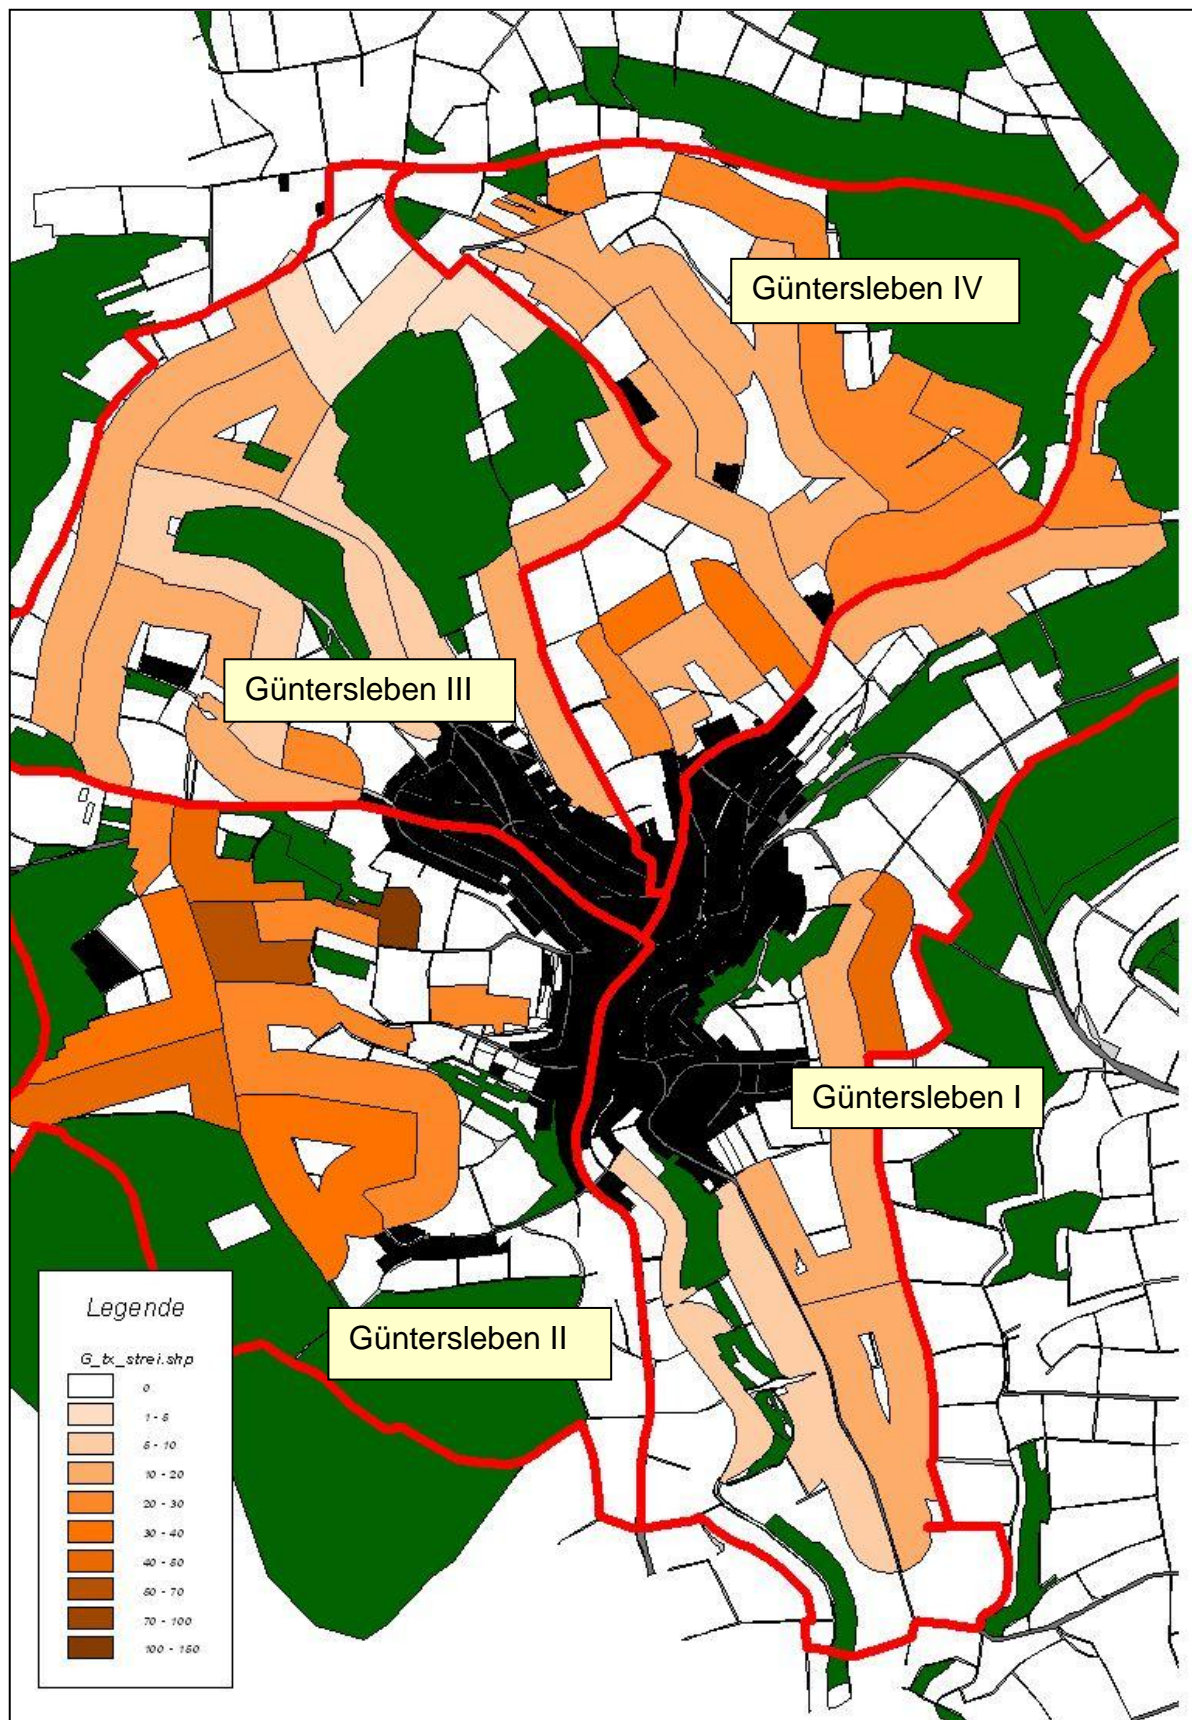 Güntersleben IV
Güntersleben III
Güntersleben I
Güntersleben II
Legende
G_tx_strei.shp
0
1 - 5
5 - 10
10 - 20
20 - 30
30 - 40
40 - 50
50 - 70
70 - 100
100 - 150